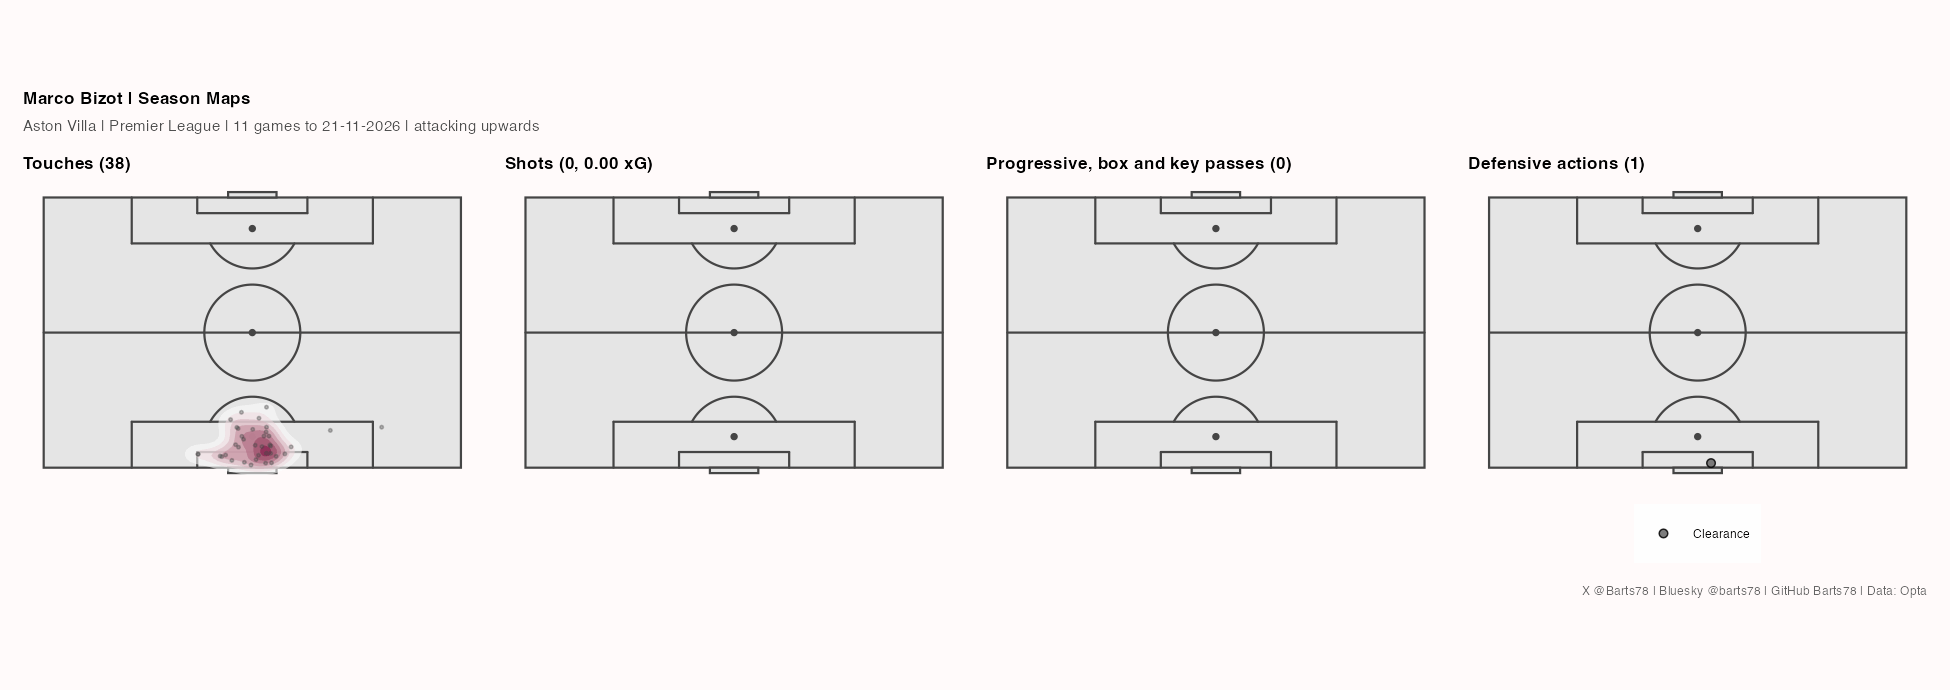 Marco Bizot | Season Maps
Aston Villa | Premier League | 11 games to 21-11-2026 | attacking upwards
Touches (38)
Shots (0, 0.00 xG)
Progressive, box and key passes (0)
Defensive actions (1)
Clearance
X @Barts78 | Bluesky @barts78 | GitHub Barts78 | Data: Opta